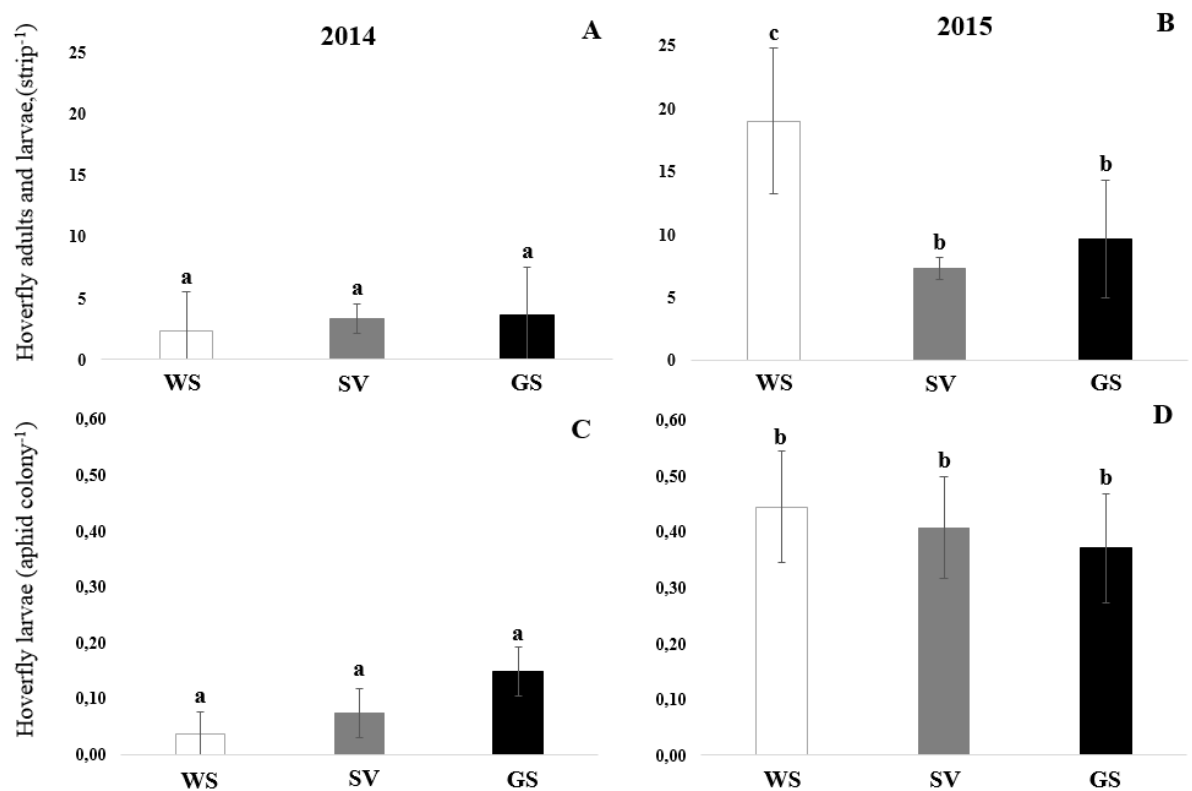 2014
A
Hoverfly adults and larvae,(strip⁻¹)
25
20
15
10
5
0
a
a
a
WS
SV
GS
2015
B
25
20
15
10
5
0
c
b
b
WS
SV
GS
C
Hoverfly larvae (aphid colony⁻¹)
0,60
0,50
0,40
0,30
0,20
0,10
0,00
a
a
a
WS
SV
GS
D
0,60
0,50
0,40
0,30
0,20
0,10
0,00
b
b
b
WS
SV
GS